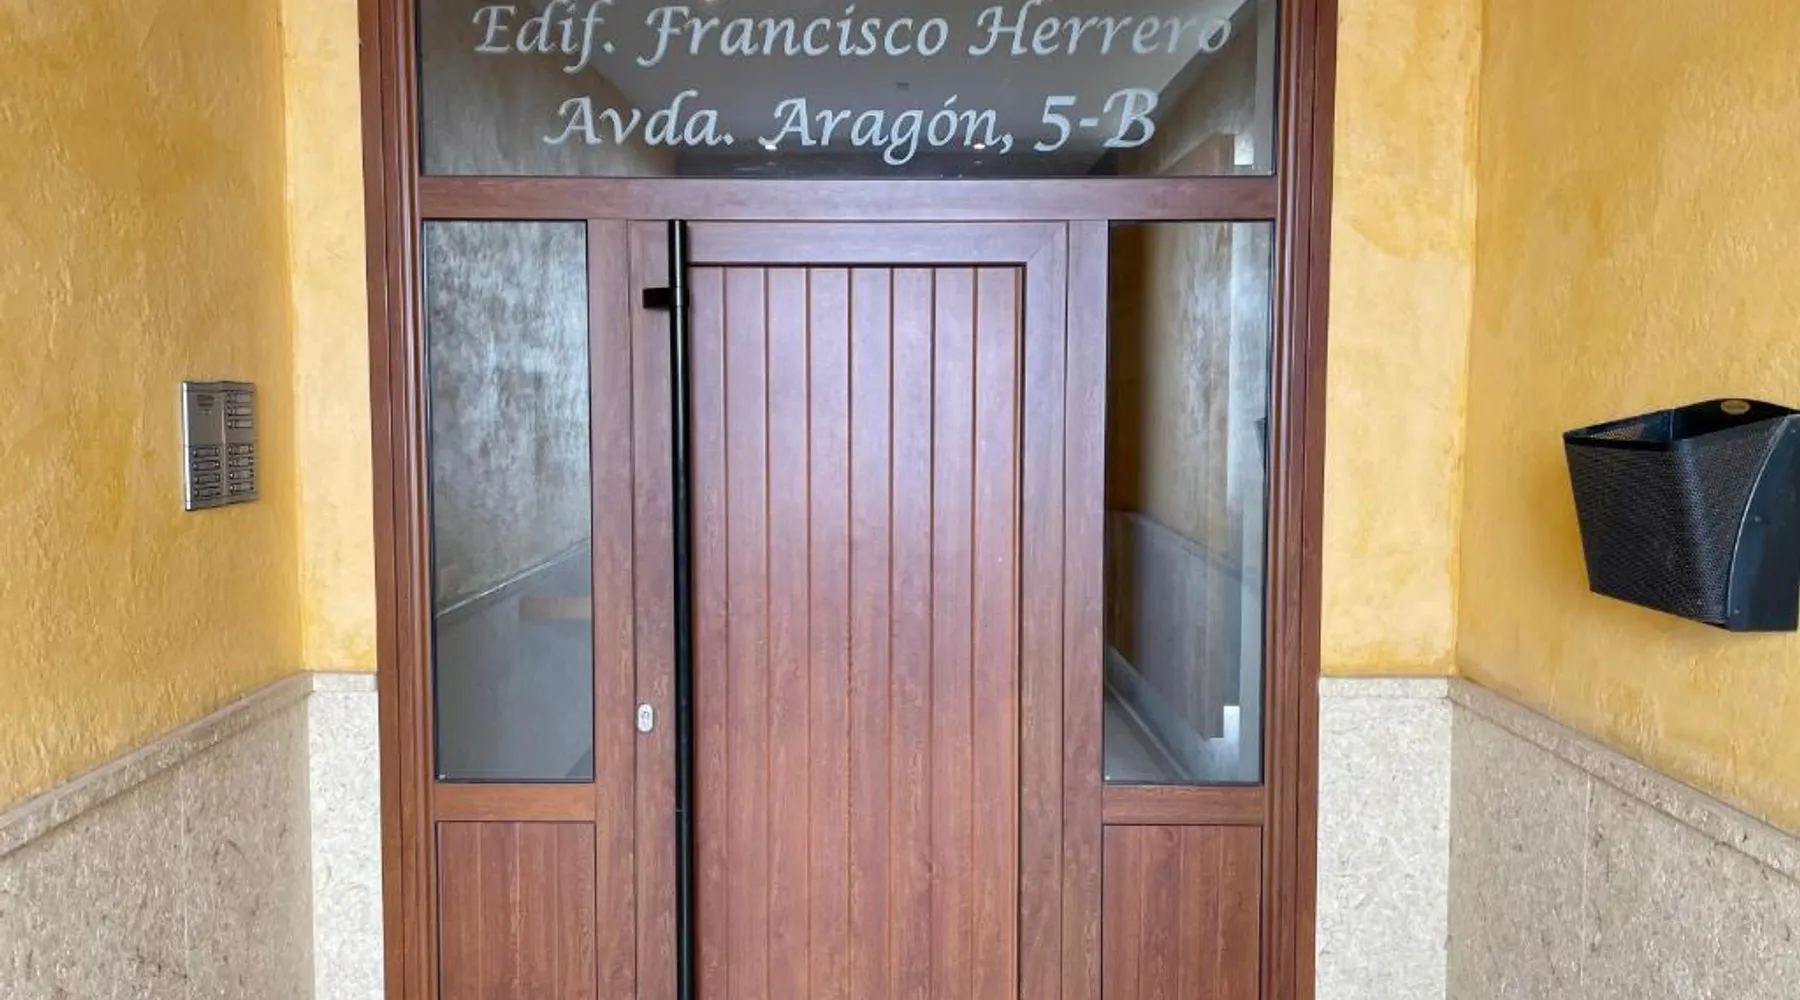 Edif. Francisco Herrero
Avda. Aragón, 5-B